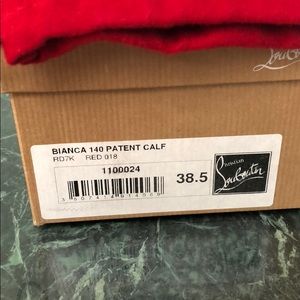 BIANCA 140 PATENT CALF
RD7K RED 018
1100024
38.5
Christian
Louboutin